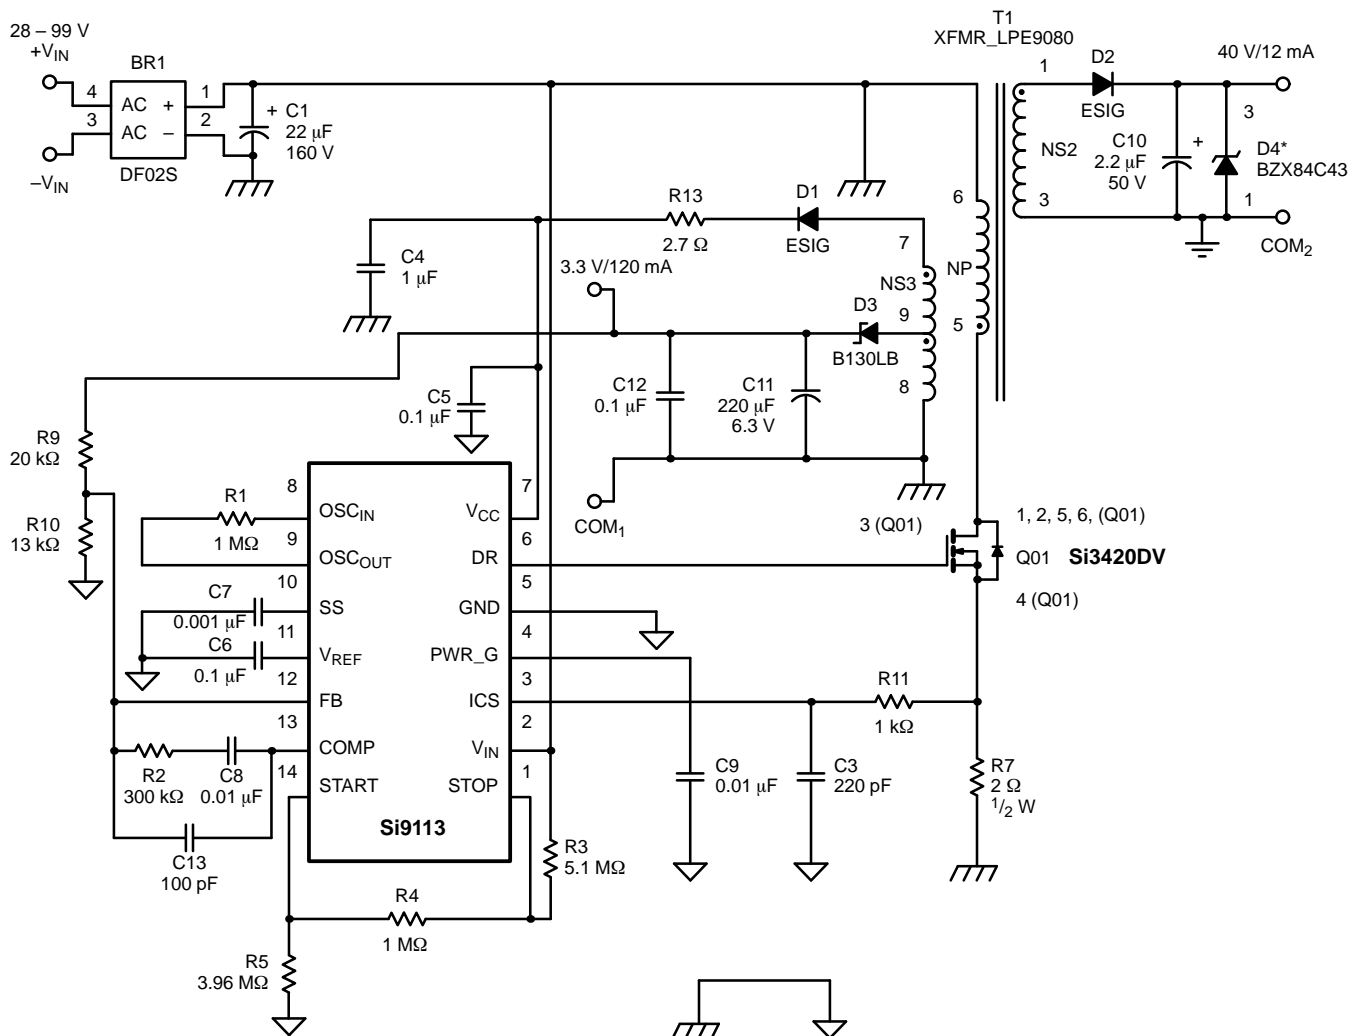 28 – 99 V
+VIN
4
3
–VIN
BR1
AC +
AC –
DF02S
1
2
+ C1
22 μF
160 V
T1
XFMR_LPE9080
1
D2
ESIG
40 V/12 mA
NS2
C10
2.2 μF
50 V
+
3
D4*
BZX84C43
3
1
COM2
R13
2.7 Ω
D1
ESIG
7
NS3
6
NP
9
5
8
C4
1 μF
3.3 V/120 mA
D3
B130LB
C5
0.1 μF
C12
0.1 μF
C11
220 μF
6.3 V
COM1
R9
20 kΩ
R10
13 kΩ
8
OSCIN
R1
1 MΩ
9
OSCOUT
10
SS
C7
0.001 μF
11
VREF
C6
0.1 μF
12
FB
13
COMP
R2
300 kΩ
C8
0.01 μF
14
START
C13
100 pF
7
VCC
6
DR
5
GND
4
PWR_G
3
ICS
2
VIN
1
STOP
Si9113
3 (Q01)
1, 2, 5, 6, (Q01)
Q01 Si3420DV
4 (Q01)
R11
1 kΩ
C9
0.01 μF
C3
220 pF
R7
2 Ω
1/2 W
R3
5.1 MΩ
R4
1 MΩ
R5
3.96 MΩ